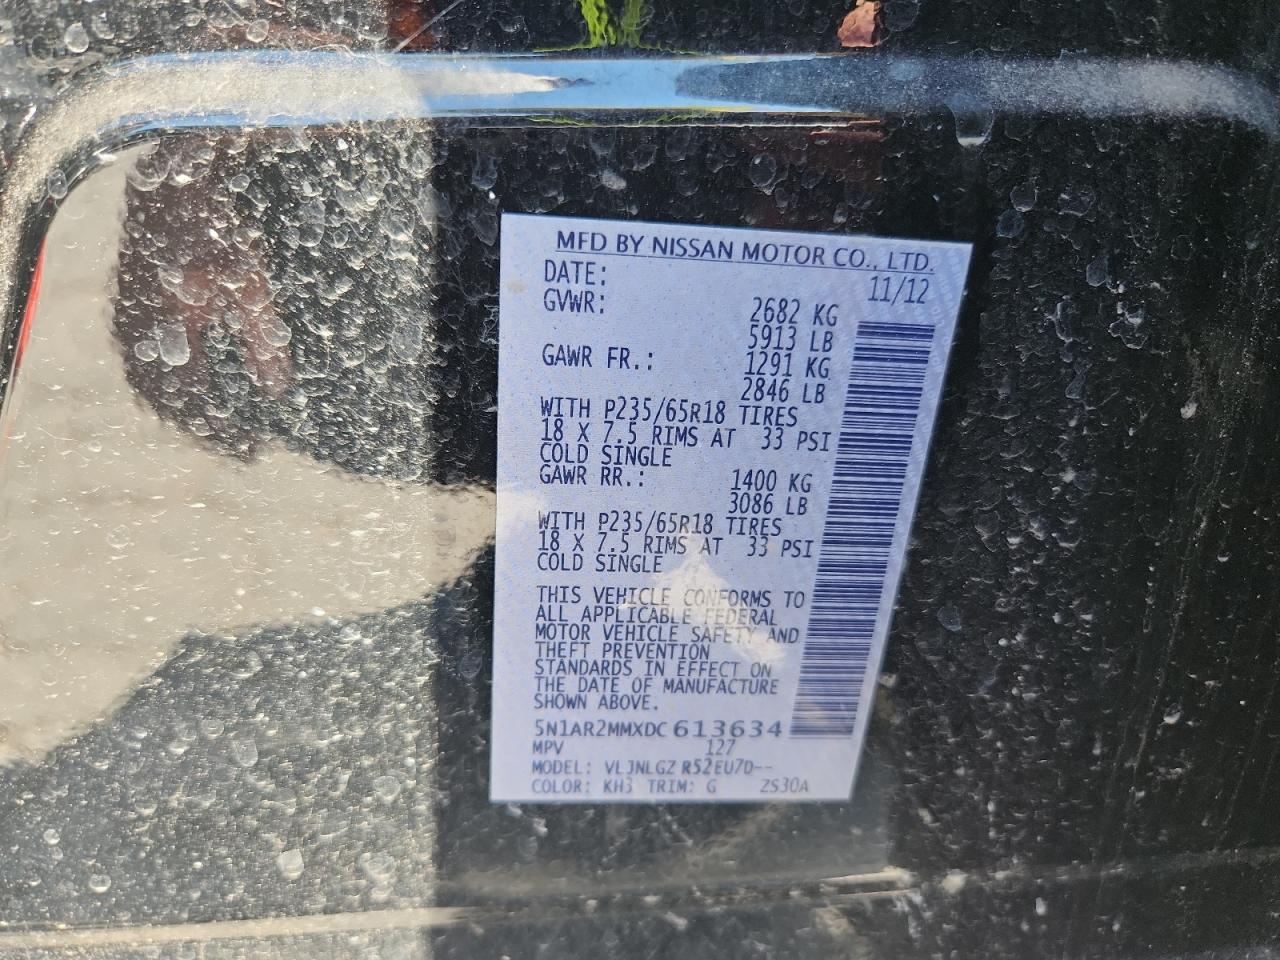 MFD BY NISSAN MOTOR CO., LTD.
DATE: 11/12
GVWR: 2682 KG
5913 LB
GAWR FR.: 1291 KG
2846 LB
WITH P235/65R18 TIRES
18 X 7.5 RIMS AT 33 PSI
COLD SINGLE
GAWR RR.: 1400 KG
3086 LB
WITH P235/65R18 TIRES
18 X 7.5 RIMS AT 33 PSI
COLD SINGLE
THIS VEHICLE CONFORMS TO
ALL APPLICABLE FEDERAL
MOTOR VEHICLE SAFETY AND
THEFT PREVENTION
STANDARDS IN EFFECT ON
THE DATE OF MANUFACTURE
SHOWN ABOVE.
5N1AR2MMXDC613634
MPV 127
MODEL: VLJNLGZ R52EU7D--
COLOR: KH3 TRIM: G ZS30A